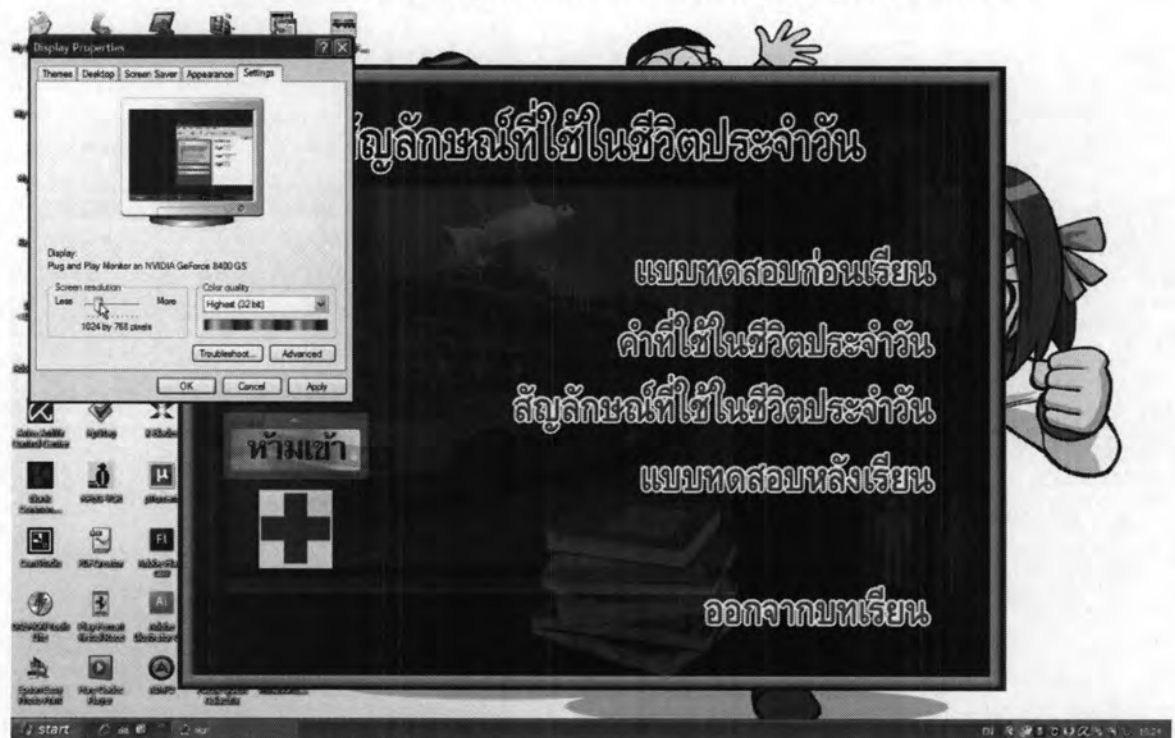 Display Properties
Themes Desktop Screen Saver Appearance Settings
Display:
Plug and Play Monitor on NVIDIA GeForce 8400 GS
Screen resolution
Less More
1024 by 768 pixels
Color quality
Highest (32 bit)
Troubleshoot... Advanced
OK Cancel Apply
สัญลักษณ์ที่ใช้ในชีวิตประจำวัน
แบบทดสอบก่อนเรียน
คำที่ใช้ในชีวิตประจำวัน
สัญลักษณ์ที่ใช้ในชีวิตประจำวัน
แบบทดสอบหลังเรียน
ออกจากบทเรียน
ห้ามเข้า
start